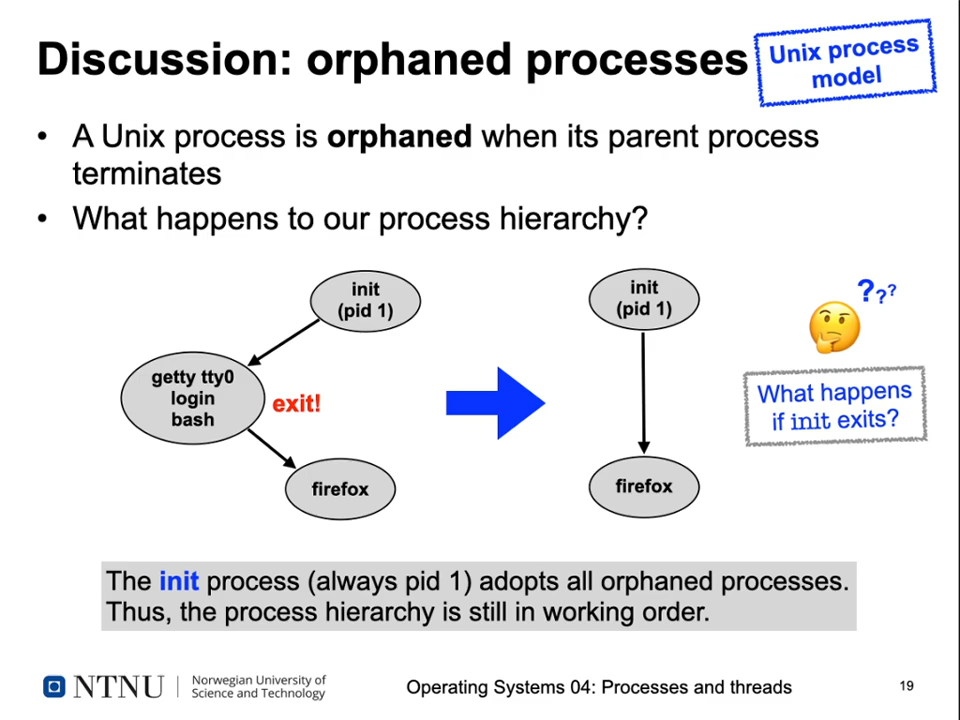 Discussion: orphaned processes
Unix process
model
• A Unix process is orphaned when its parent process
terminates
• What happens to our process hierarchy?
init
(pid 1)
getty tty0
login
bash
exit!
firefox
init
(pid 1)
firefox
???
What happens
if init exits?
The init process (always pid 1) adopts all orphaned processes.
Thus, the process hierarchy is still in working order.
NTNU
Norwegian University of
Science and Technology
Operating Systems 04: Processes and threads
19